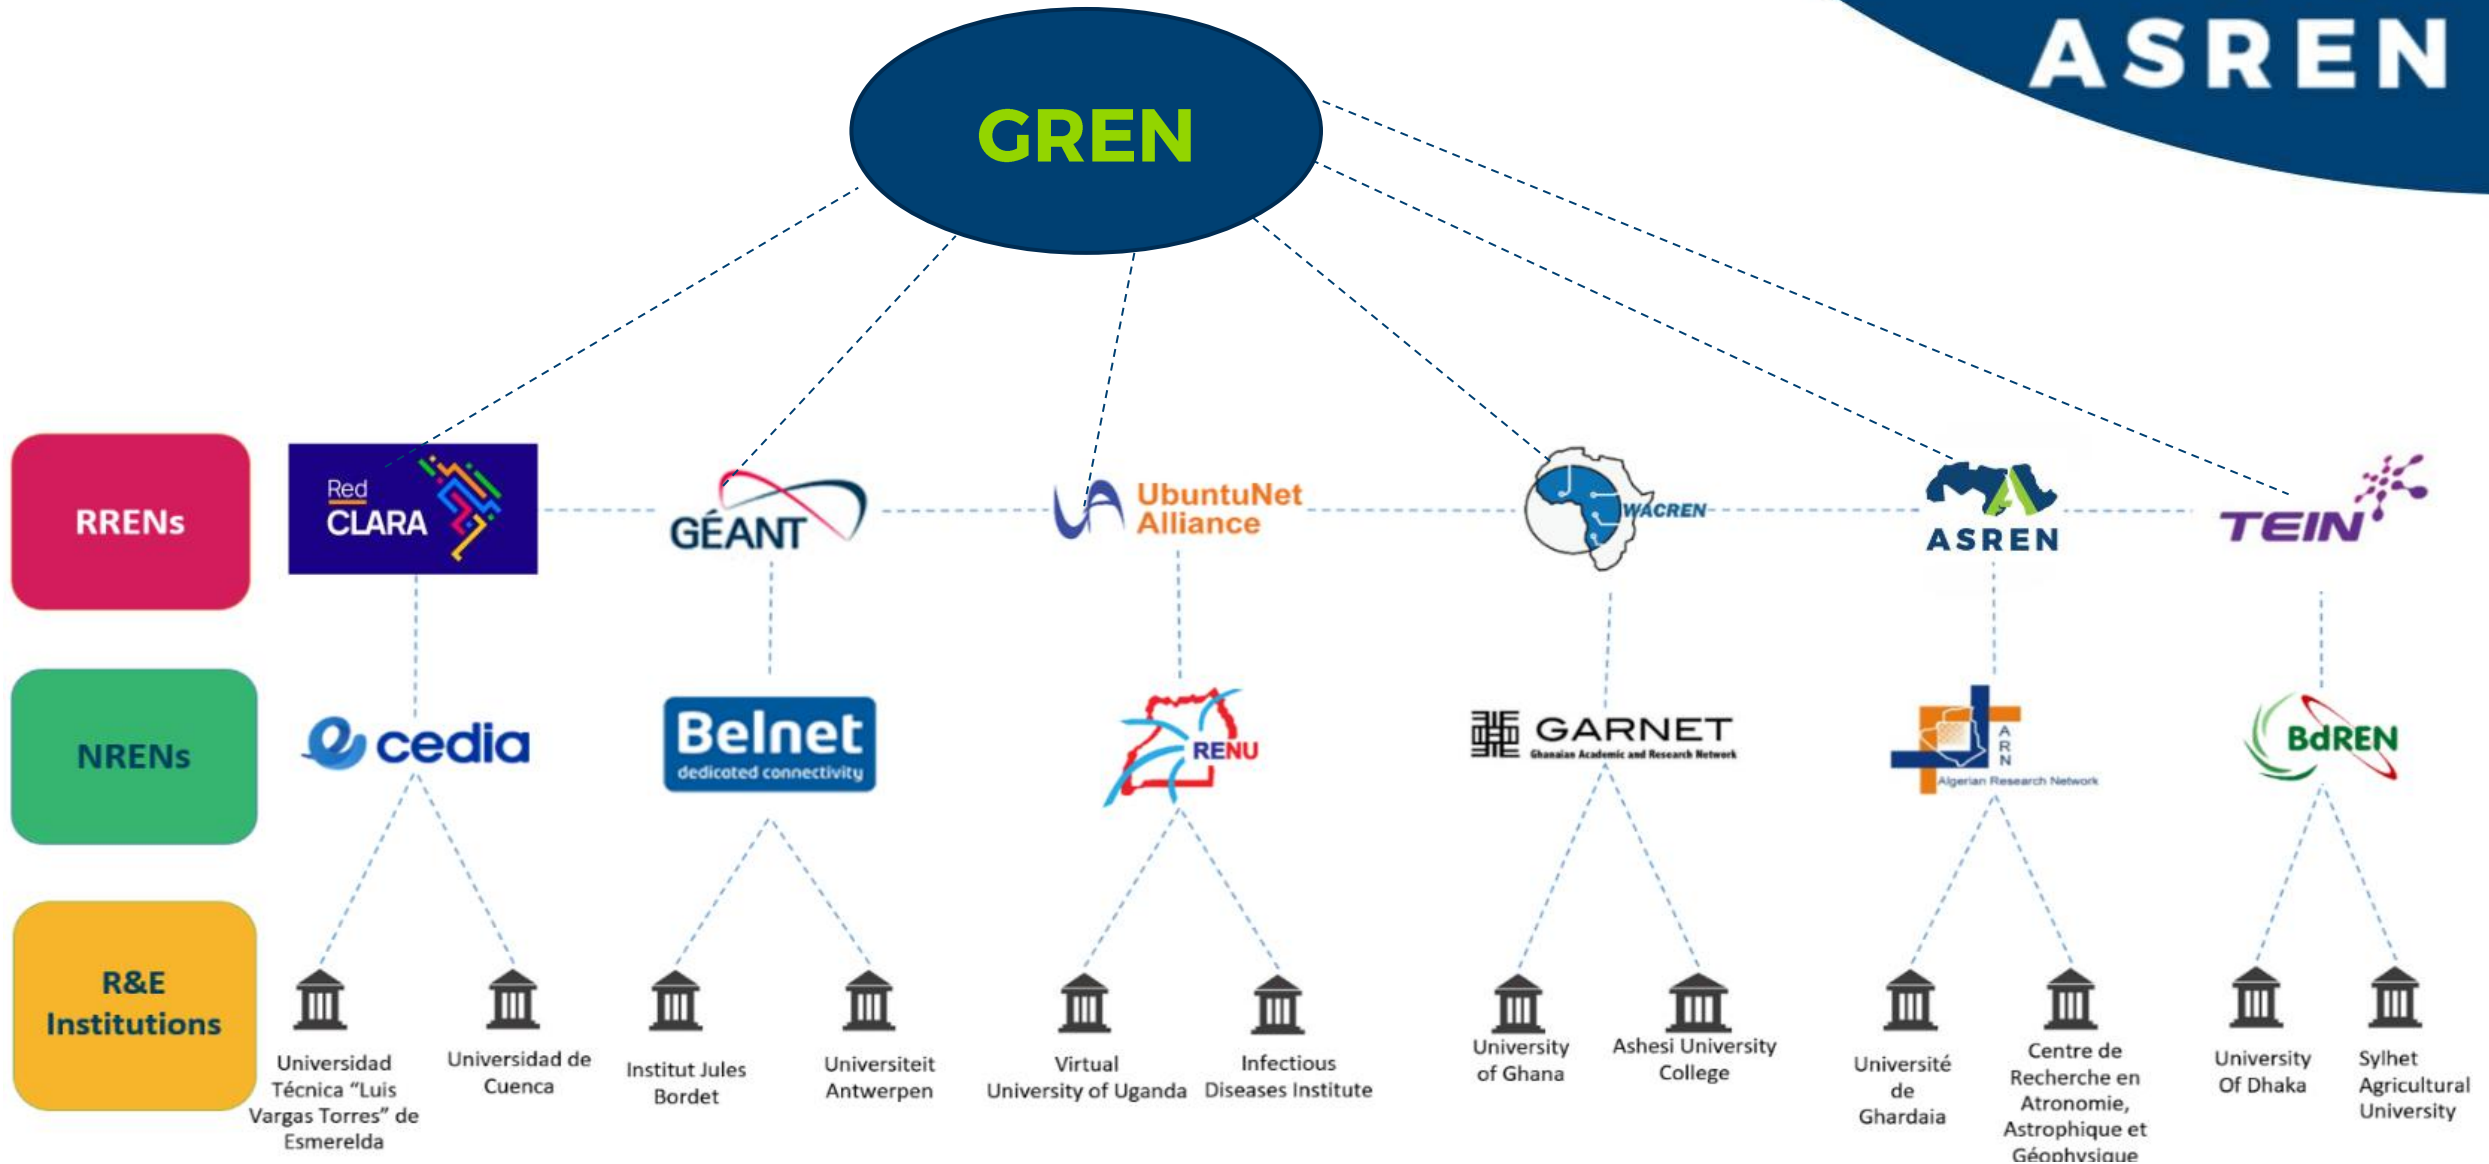 ASREN
GREN
RRENs
Red
CLARA
GÉANT
UbuntuNet
Alliance
WACREN
ASREN
TEIN
NRENs
cedia
Belnet
dedicated connectivity
RENU
GARNET
Ghanaian Academic and Research Network
A
R
N
Algerian Research Network
BdREN
R&E
Institutions
Universidad
Técnica “Luis
Vargas Torres” de
Esmerelda
Universidad de
Cuenca
Institut Jules
Bordet
Universiteit
Antwerpen
Virtual
University of Uganda
Infectious
Diseases Institute
University
of Ghana
Ashesi University
College
Université
de
Ghardaia
Centre de
Recherche en
Atronomie,
Astrophique et
Géophysique
University
Of Dhaka
Sylhet
Agricultural
University